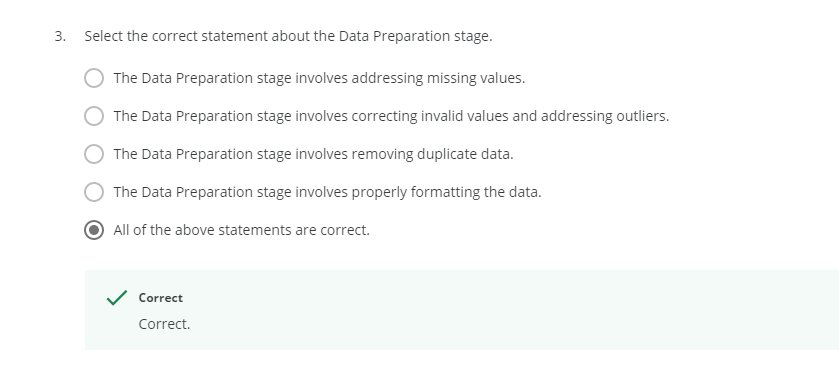 3. Select the correct statement about the Data Preparation stage.
The Data Preparation stage involves addressing missing values.
The Data Preparation stage involves correcting invalid values and addressing outliers.
The Data Preparation stage involves removing duplicate data.
The Data Preparation stage involves properly formatting the data.
All of the above statements are correct.
Correct
Correct.